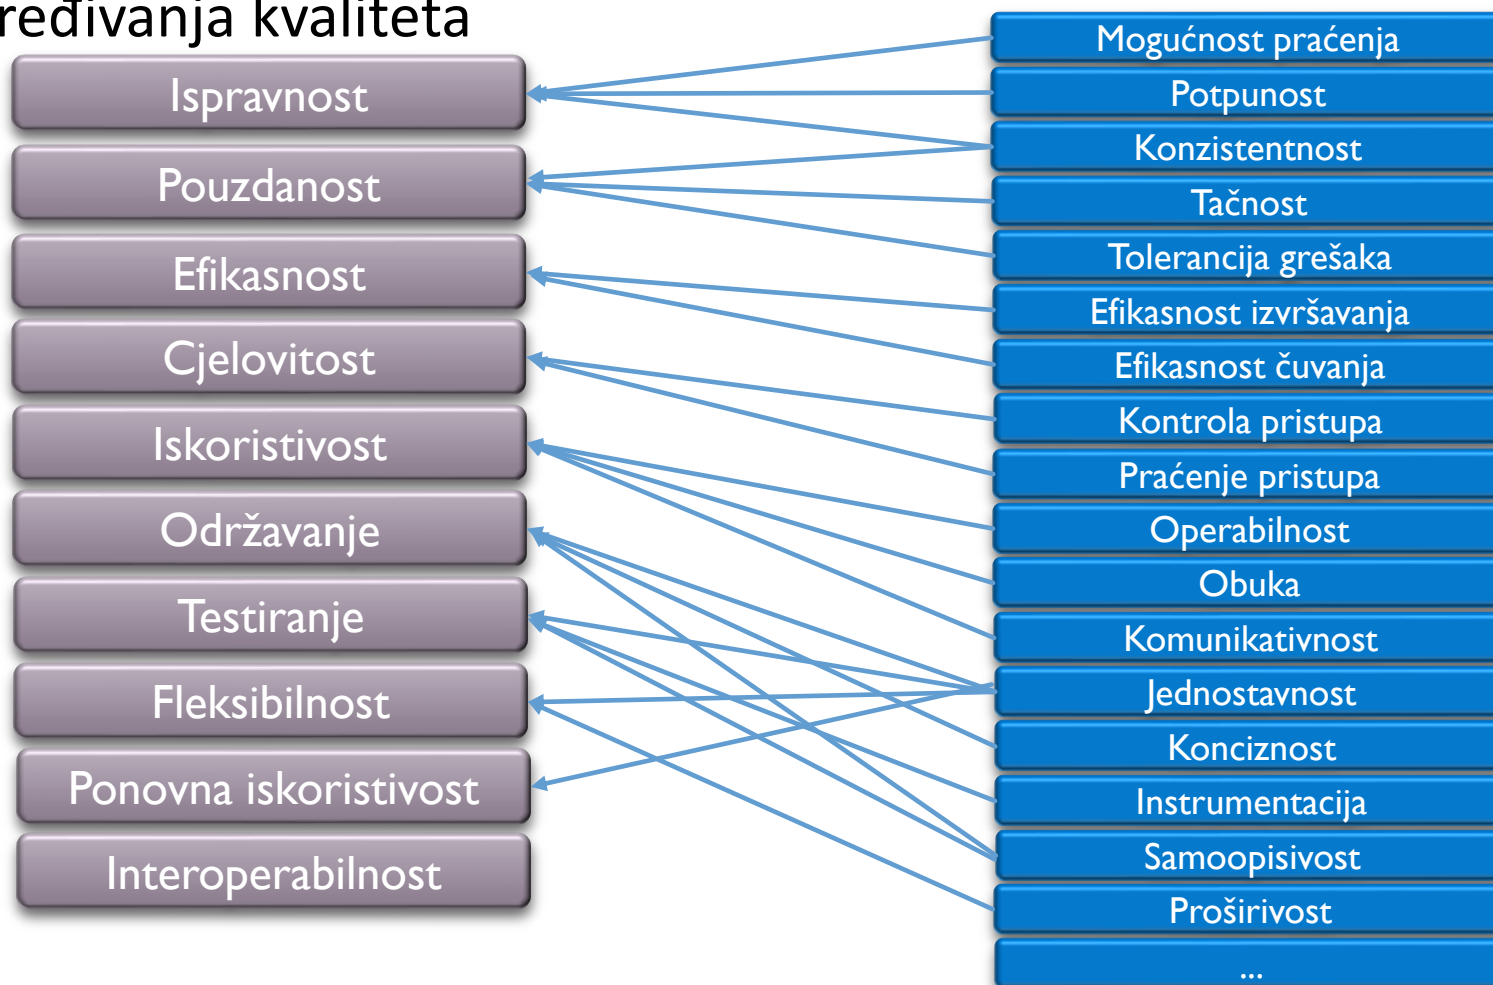 ređivanja kvaliteta
Ispravnost
Pouzdanost
Efikasnost
Cjelovitost
Iskoristivost
Održavanje
Testiranje
Fleksibilnost
Ponovna iskoristivost
Interoperabilnost
Mogućnost praćenja
Potpunost
Konzistentnost
Tačnost
Tolerancija grešaka
Efikasnost izvršavanja
Efikasnost čuvanja
Kontrola pristupa
Praćenje pristupa
Operabilnost
Obuka
Komunikativnost
Jednostavnost
Konciznost
Instrumentacija
Samoopisivost
Proširivost
...